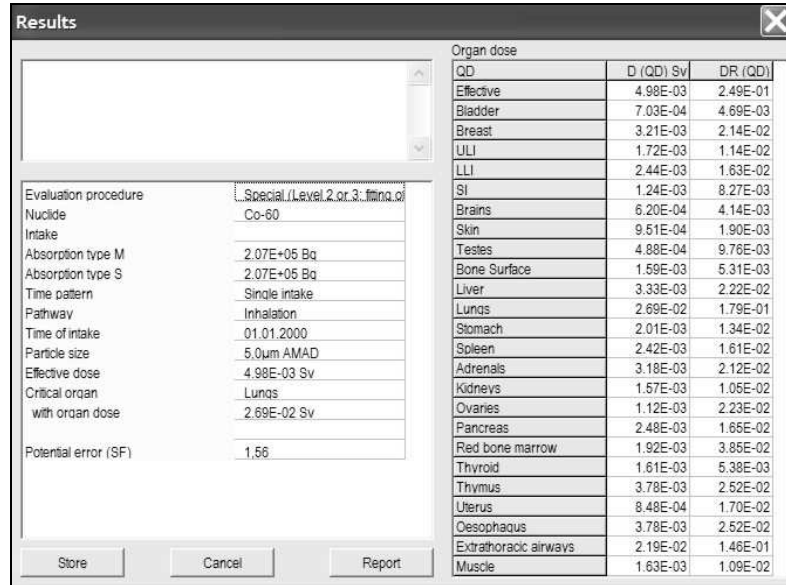 Results
Evaluation procedure Special (Level 2 or 3: fitting of
Nuclide Co-60
Intake
Absorption type M 2.07E+05 Bq
Absorption type S 2.07E+05 Bq
Time pattern Single intake
Pathway Inhalation
Time of intake 01.01.2000
Particle size 5.0µm AMAD
Effective dose 4.98E-03 Sv
Critical organ Lungs
with organ dose 2.69E-02 Sv
Potential error (SF) 1,56
Store Cancel Report
Organ dose
QD D (QD) Sv DR (QD)
Effective 4.98E-03 2.49E-01
Bladder 7.03E-04 4.69E-03
Breast 3.21E-03 2.14E-02
ULI 1.72E-03 1.14E-02
LLI 2.44E-03 1.63E-02
SI 1.24E-03 8.27E-03
Brains 6.20E-04 4.14E-03
Skin 9.51E-04 1.90E-03
Testes 4.88E-04 9.76E-03
Bone Surface 1.59E-03 5.31E-03
Liver 3.33E-03 2.22E-02
Lungs 2.69E-02 1.79E-01
Stomach 2.01E-03 1.34E-02
Spleen 2.42E-03 1.61E-02
Adrenals 3.18E-03 2.12E-02
Kidneys 1.57E-03 1.05E-02
Ovaries 1.12E-03 2.23E-02
Pancreas 2.48E-03 1.65E-02
Red bone marrow 1.92E-03 3.85E-02
Thyroid 1.61E-03 5.38E-03
Thymus 3.78E-03 2.52E-02
Uterus 8.48E-04 1.70E-02
Oesophagus 3.78E-03 2.52E-02
Extrathoracic airways 2.19E-02 1.46E-01
Muscle 1.63E-03 1.09E-02